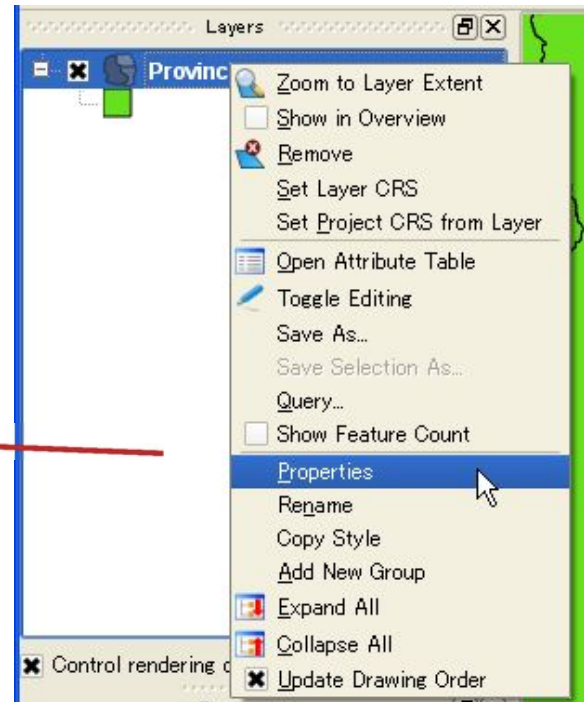 Layers
Provinc
Zoom to Layer Extent
Show in Overview
Remove
Set Layer CRS
Set Project CRS from Layer
Open Attribute Table
Toggle Editing
Save As...
Save Selection As...
Query...
Show Feature Count
Properties
Rename
Copy Style
Add New Group
Expand All
Collapse All
Update Drawing Order
Control rendering o